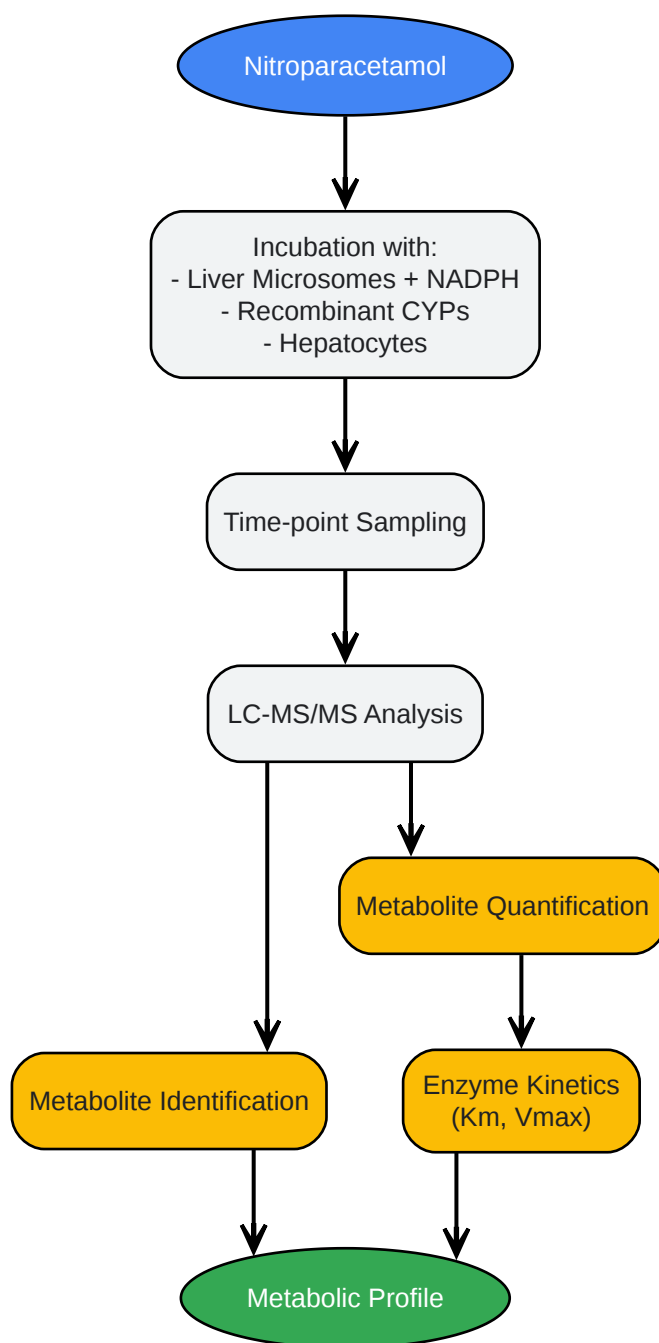 Nitroparacetamol
Incubation with:
- Liver Microsomes + NADPH
- Recombinant CYPs
- Hepatocytes
Time-point Sampling
LC-MS/MS Analysis
Metabolite Quantification
Metabolite Identification
Enzyme Kinetics
(Km, Vmax)
Metabolic Profile